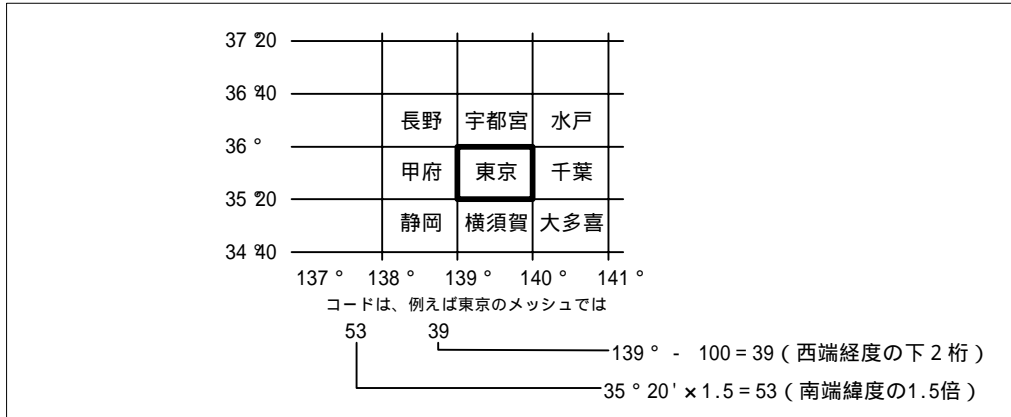 37°20
36°40
長野 宇都宮 水戸
36 °
甲府 東京 千葉
35°20
静岡 横須賀 大多喜
34°40
137 ° 138 ° 139 ° 140 ° 141 °
コードは、例えば東京のメッシュでは
53 39
139 ° - 100 = 39 ( 西端経度の下 2 桁 )
35 ° 20' × 1.5 = 53 ( 南端緯度の1.5倍 )